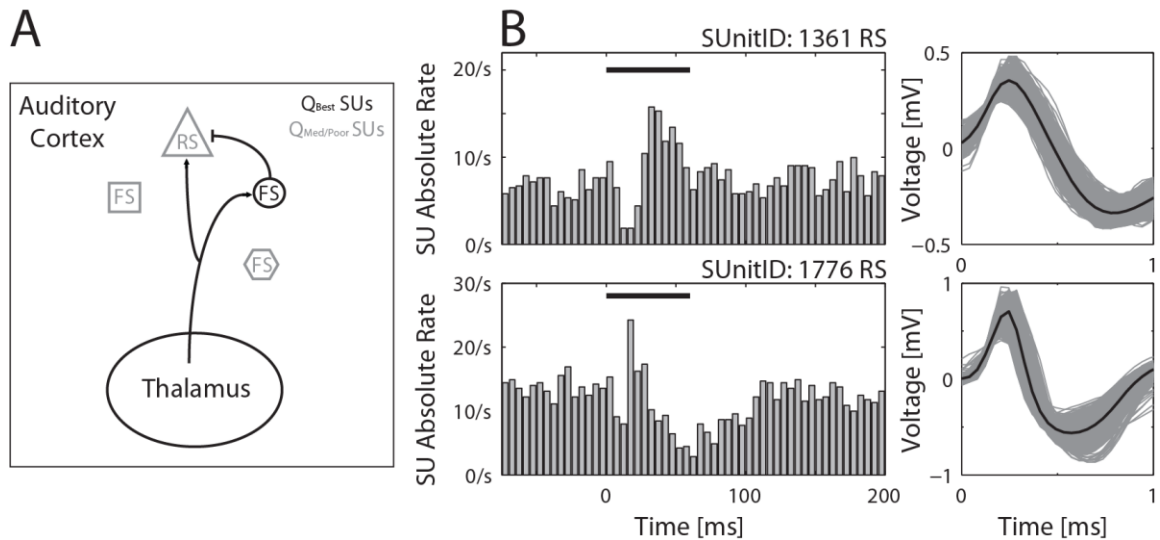 A
Auditory
Cortex
QBest SUs
QMed/Poor SUs
RS
FS
FS
FS
Thalamus
B
SUnitID: 1361 RS
SU Absolute Rate
20/s
10/s
0/s
Voltage [mV]
0.5
0
−0.5
0
1
SUnitID: 1776 RS
SU Absolute Rate
30/s
20/s
10/s
0/s
0
100
200
Time [ms]
Voltage [mV]
1
0
−1
0
1
Time [ms]